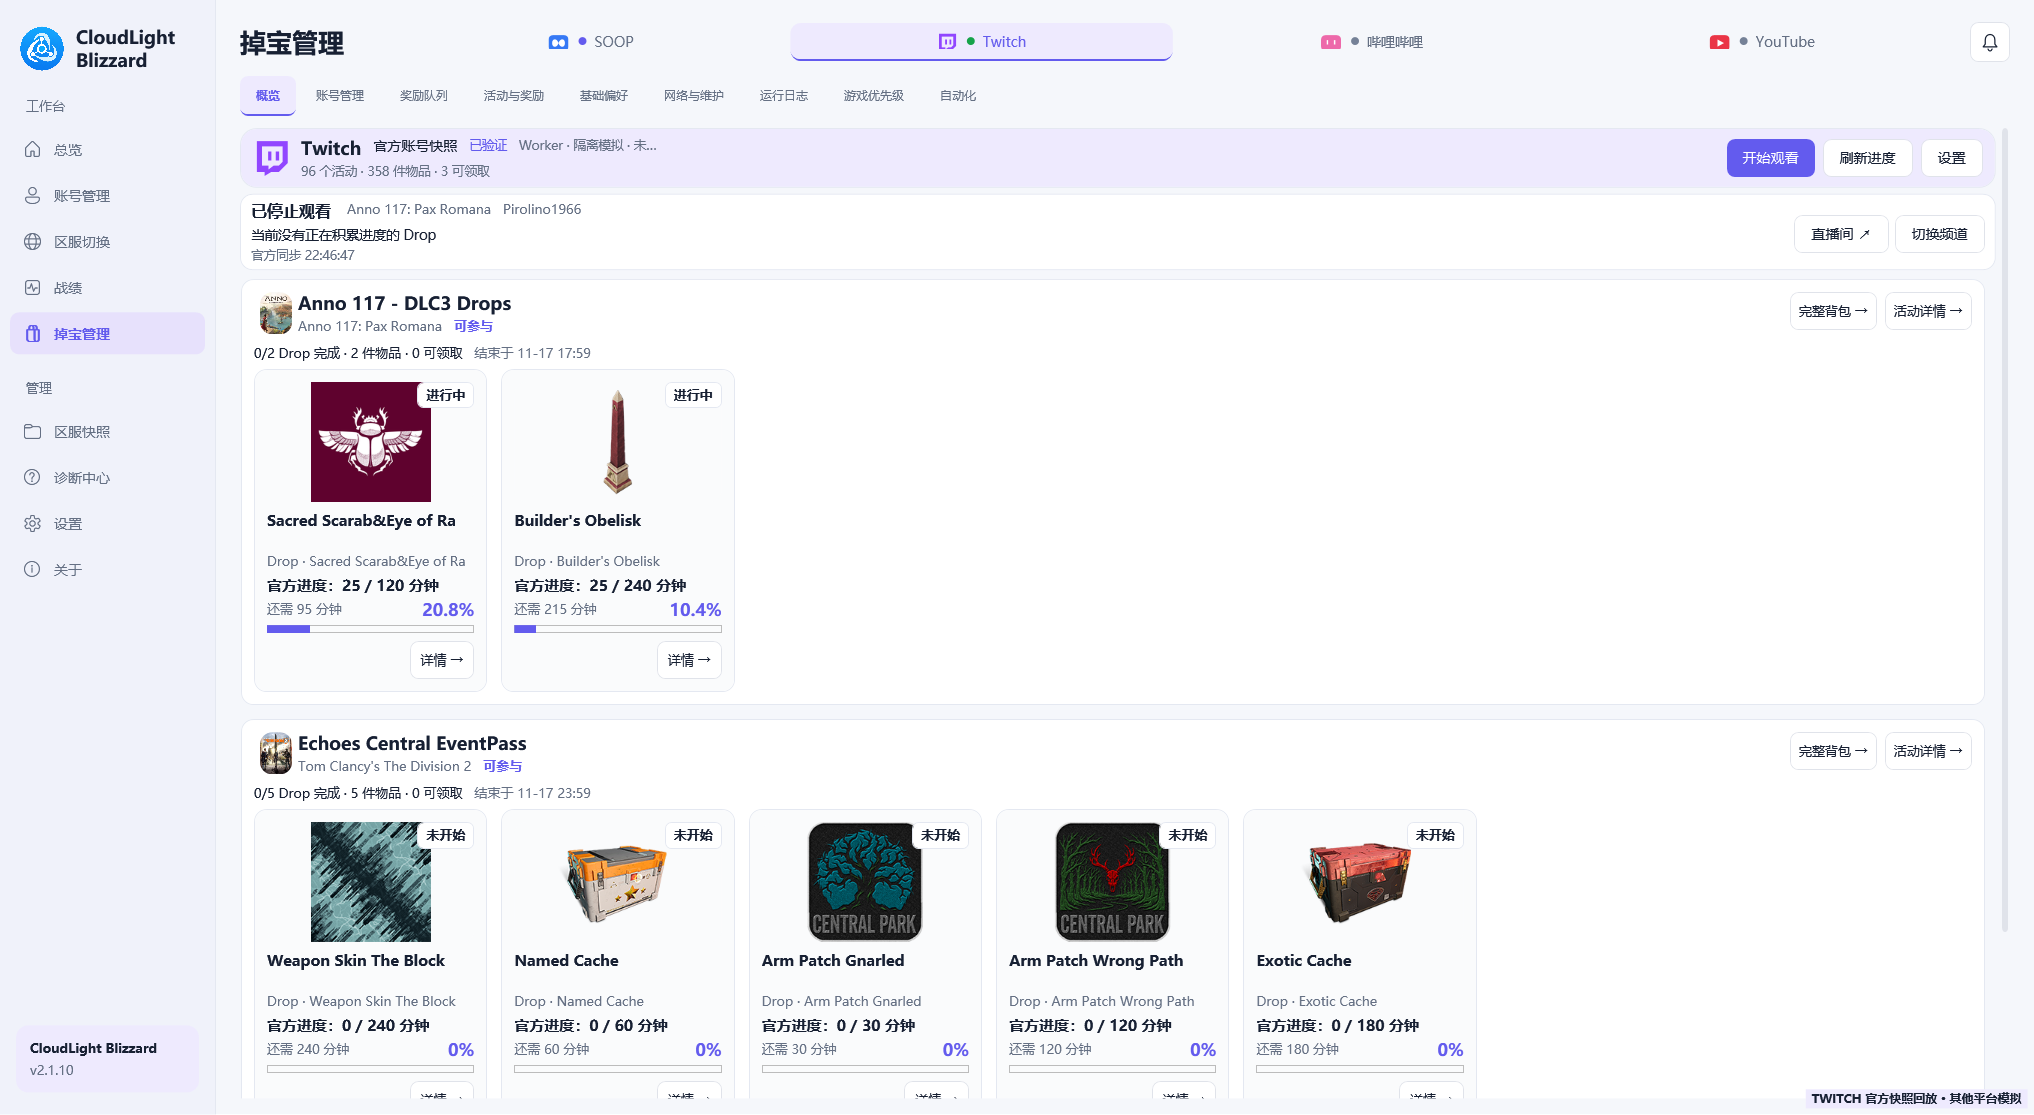 CloudLight
Blizzard
工作台
总览
账号管理
区服切换
战绩
掉宝管理
管理
区服快照
诊断中心
设置
关于
CloudLight Blizzard
v2.1.10
掉宝管理
SOOP
Twitch
哔哩哔哩
YouTube
概览 账号管理 奖励队列 活动与奖励 基础偏好 网络与维护 运行日志 游戏优先级 自动化
Twitch 官方账号快照 已验证 Worker · 隔离模拟 · 未...
96 个活动 · 358 件物品 · 3 可领取
开始观看 刷新进度 设置
已停止观看 Anno 117: Pax Romana Pirolino1966
当前没有正在积累进度的 Drop
官方同步 22:46:47
直播间 ↗ 切换频道
Anno 117 - DLC3 Drops
Anno 117: Pax Romana 可参与
完整背包 → 活动详情 →
0/2 Drop 完成 · 2 件物品 · 0 可领取 结束于 11-17 17:59
进行中
Sacred Scarab&Eye of Ra
Drop · Sacred Scarab&Eye of Ra
官方进度：25 / 120 分钟
还需 95 分钟 20.8%
详情 →
进行中
Builder's Obelisk
Drop · Builder's Obelisk
官方进度：25 / 240 分钟
还需 215 分钟 10.4%
详情 →
ANNO
Echoes Central EventPass
Tom Clancy's The Division 2 可参与
完整背包 → 活动详情 →
0/5 Drop 完成 · 5 件物品 · 0 可领取 结束于 11-17 23:59
未开始
Weapon Skin The Block
Drop · Weapon Skin The Block
官方进度：0 / 240 分钟
还需 240 分钟 0%
详情 →
未开始
Named Cache
Drop · Named Cache
官方进度：0 / 60 分钟
还需 60 分钟 0%
详情 →
未开始
CENTRAL PARK
Arm Patch Gnarled
Drop · Arm Patch Gnarled
官方进度：0 / 30 分钟
还需 30 分钟 0%
详情 →
未开始
CENTRAL PARK
Arm Patch Wrong Path
Drop · Arm Patch Wrong Path
官方进度：0 / 120 分钟
还需 120 分钟 0%
详情 →
未开始
Exotic Cache
Drop · Exotic Cache
官方进度：0 / 180 分钟
还需 180 分钟 0%
详情 →
TWITCH 官方快照回放 • 其他平台模拟